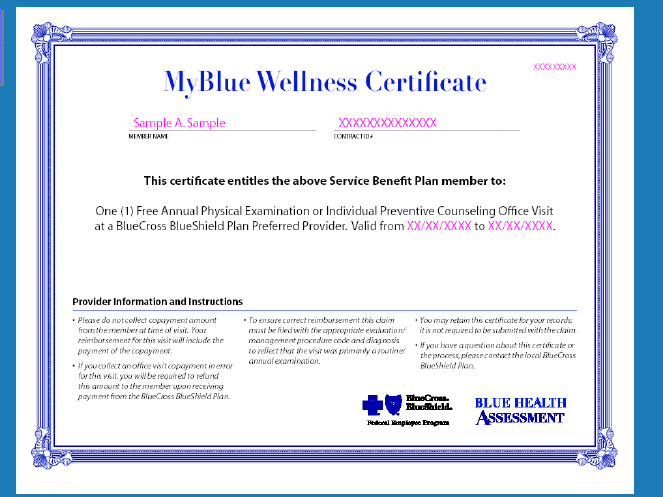 XXXXXXXXX
MyBlue Wellness Certificate
Sample A. Sample
XXXXXXXXXXXXXX
MEMBER NAME
CONTRACT ID#
This certificate entitles the above Service Benefit Plan member to:
One (1) Free Annual Physical Examination or Individual Preventive Counseling Office Visit
at a BlueCross BlueShield Plan Preferred Provider. Valid from XX/XX/XXXX to XX/XX/XXXX.
Provider Information and Instructions
• Please do not collect copayment amount
from the member at time of visit. Your
reimbursement for this visit will include the
payment of the copayment.
• If you collect an office visit copayment in error
for this visit, you will be required to refund
this amount to the member upon receiving
payment from the BlueCross BlueShield Plan.
• To ensure correct reimbursement this claim
must be filed with the appropriate evaluation/
management procedure code and diagnosis
to reflect that the visit was primarily a routine/
annual examination.
• You may retain this certificate for your records;
it is not required to be submitted with the claim.
• If you have a question about this certificate or
the process, please contact the local BlueCross
BlueShield Plan.
BlueCross.
BlueShield.
Federal Employee Program
BLUE HEALTH
ASSESSMENT